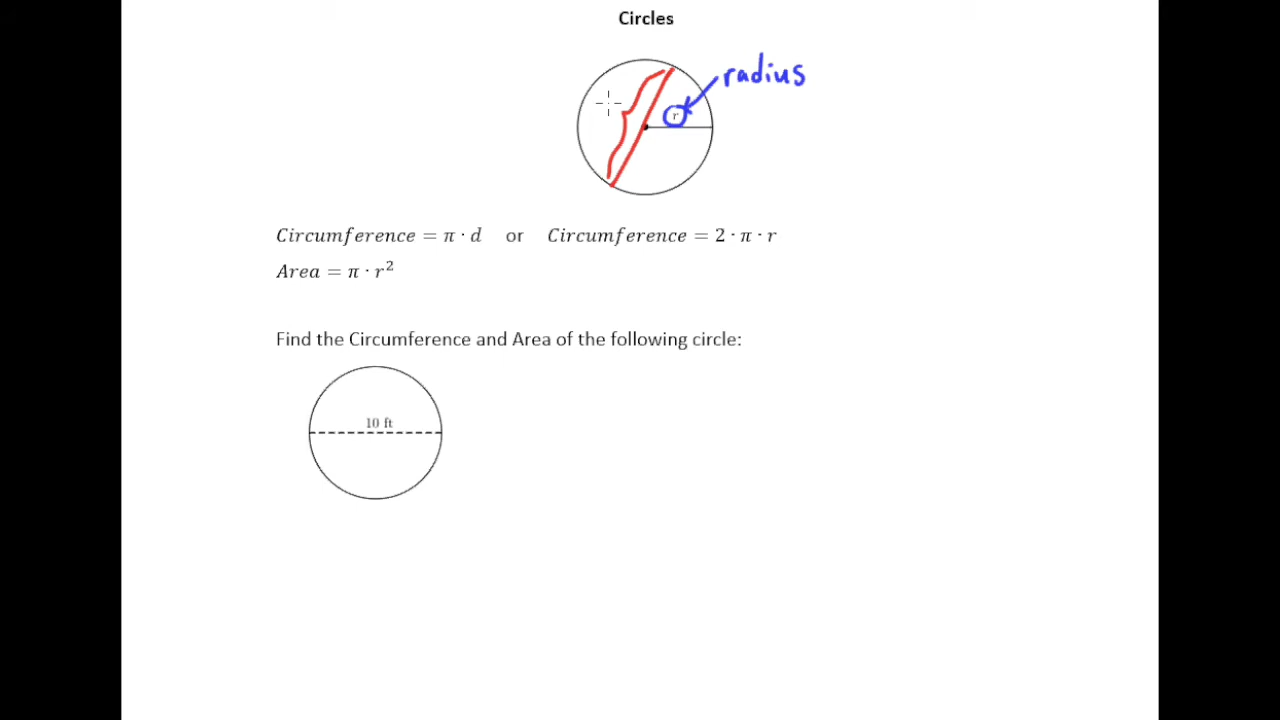 Circles
radius
r
Circumference = π · d or Circumference = 2 · π · r
Area = π · r²
Find the Circumference and Area of the following circle:
10 ft